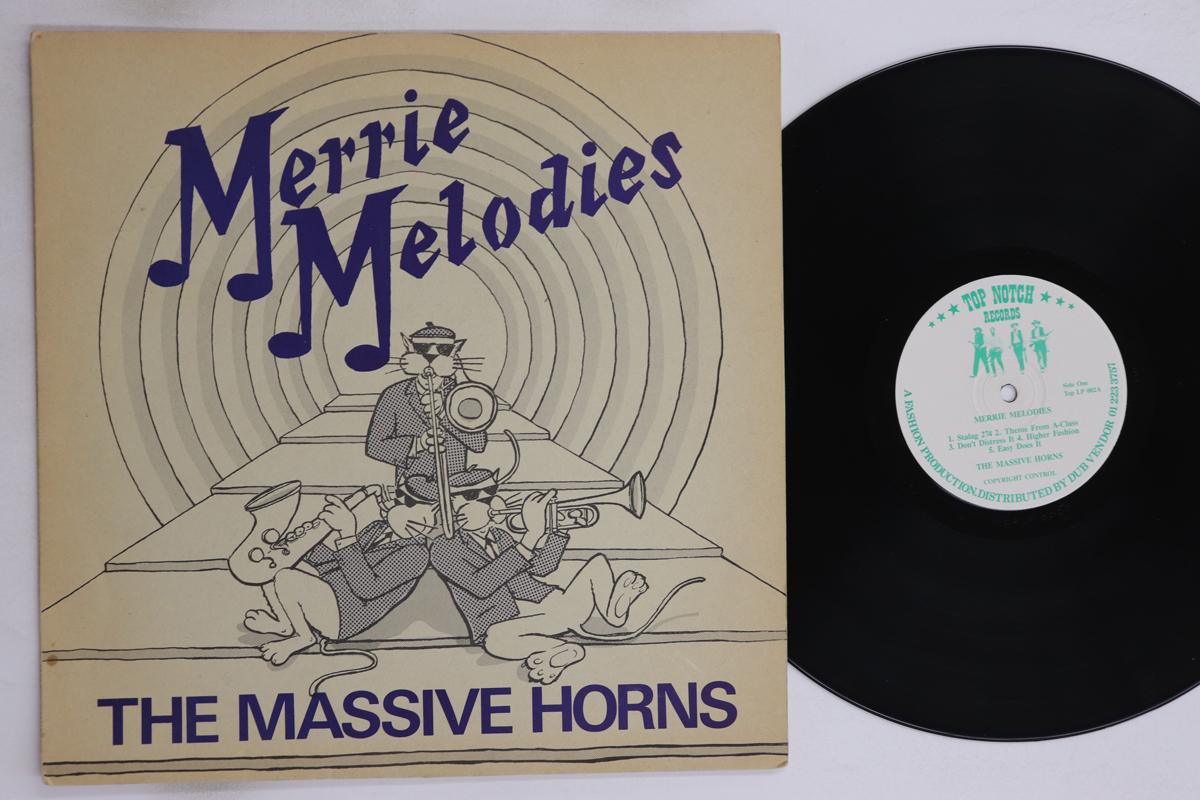 Merrie
Melodies
THE MASSIVE HORNS
TOP NOTCH
RECORDS
Side One
Top LP 002A
MERRIE MELODIES
1. Stalag 274 2. Theme From A-Class
3. Don't Distress It 4. Higher Fashion
5. Easy Does It
THE MASSIVE HORNS
COPYRIGHT CONTROL
A FASHION PRODUCTION.DISTRIBUTED BY DUB VENDOR 01 223 3757